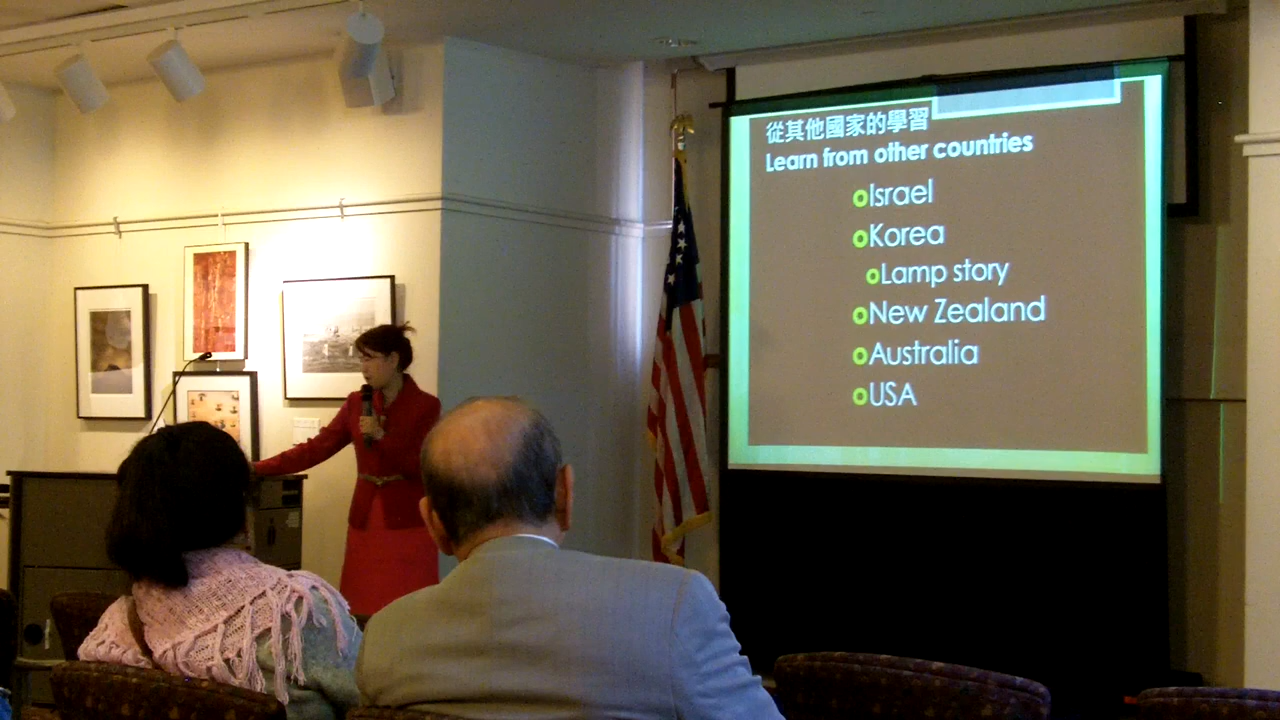 從其他國家的學習
Learn from other countries
Israel
Korea
Lamp story
New Zealand
Australia
USA